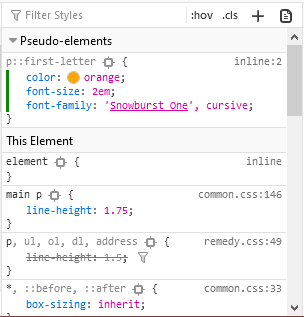 Filter Styles :hov .cls +
Pseudo-elements
p::first-letter { inline:2
color: orange;
font-size: 2em;
font-family: 'Snowburst One', cursive;
}
This Element
element { inline
}
main p { common.css:146
line-height: 1.75;
}
p, ul, ol, dl, address { remedy.css:49
line-height: 1.5;
}
*, ::before, ::after { common.css:33
box-sizing: inherit;
}